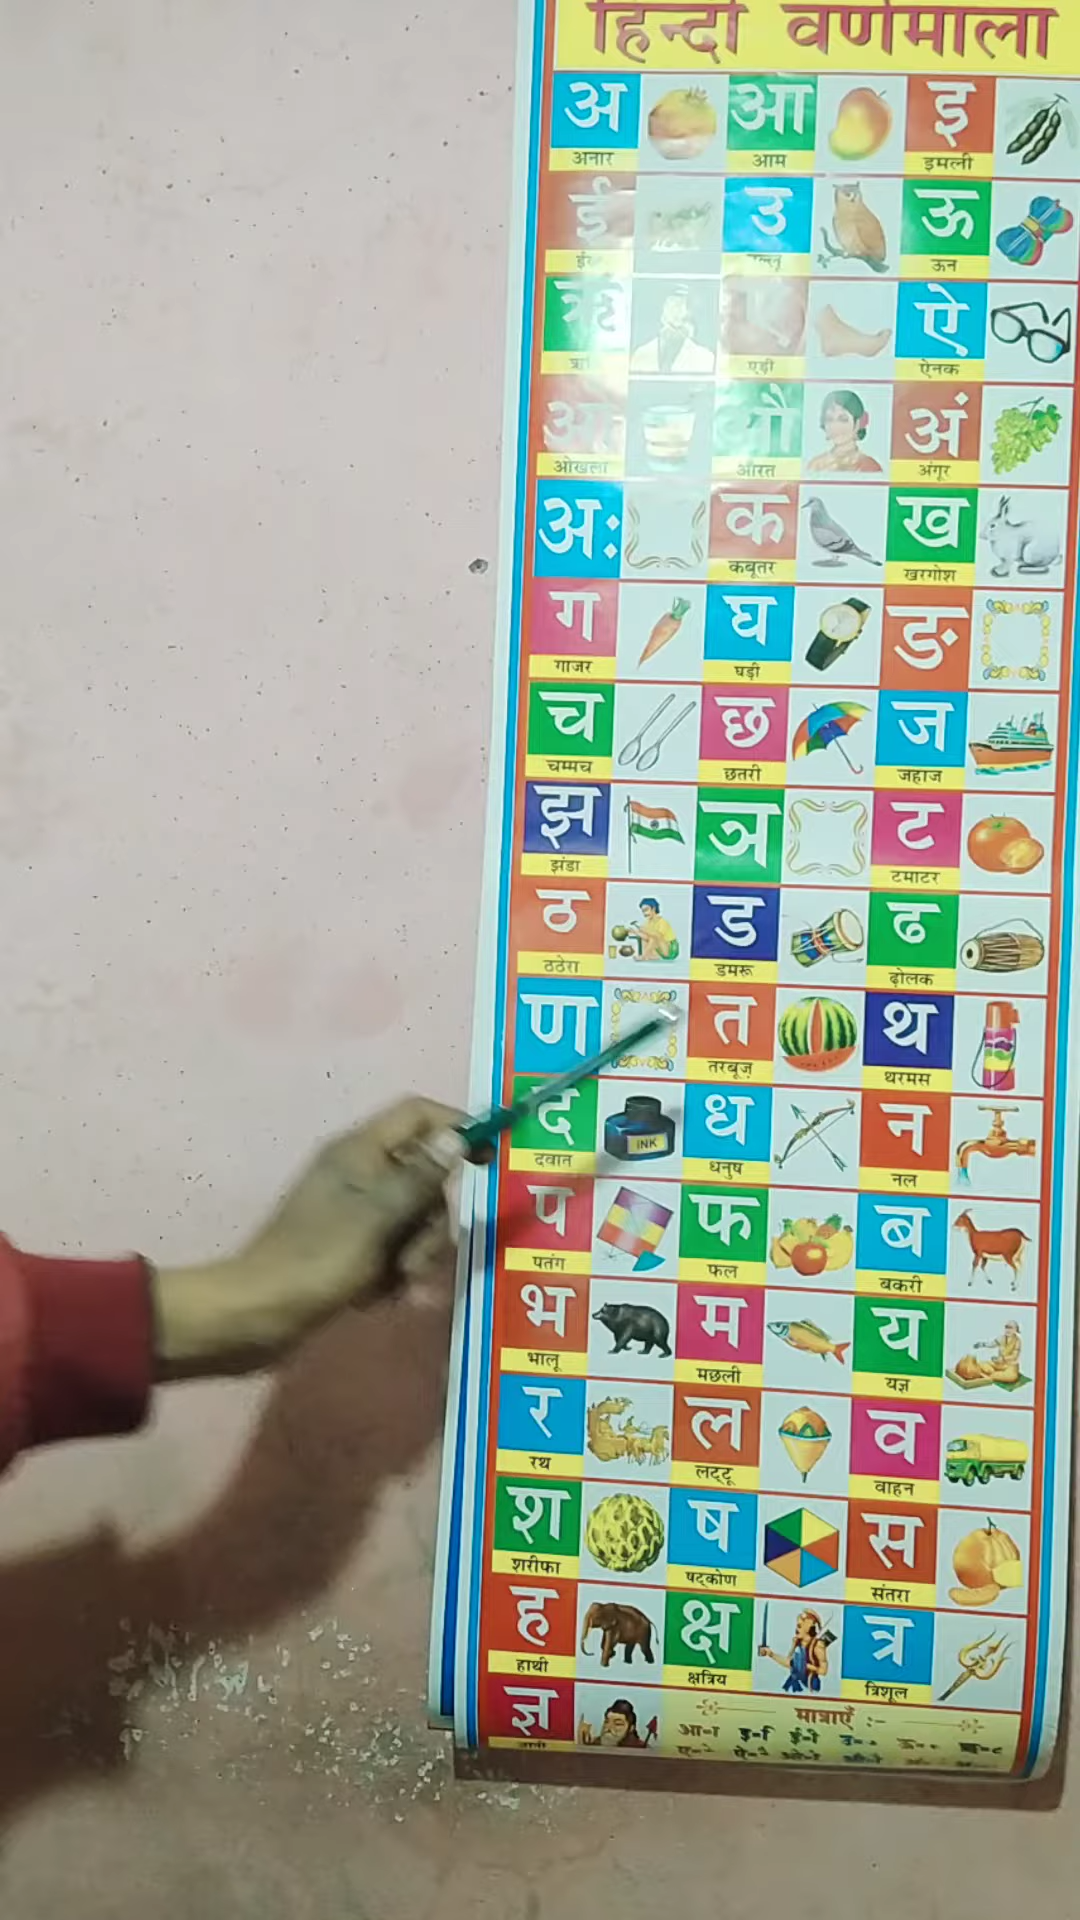 हिन्दी वर्णमाला
अ आ इ
अनार आम इमली
ई उ ऊ
ऊन
ऋ ए ऐ
एड़ी ऐनक
औ अं
ओखली औरत अंगूर
अः क ख
कबूतर खरगोश
ग घ ङ
गाजर घड़ी
च छ ज
चम्मच छतरी जहाज
झ ञ ट
झंडा टमाटर
ठ ड ढ
ठठेरा डमरू ढ़ोलक
ण त थ
तरबूज़ थरमस
द INK ध न
दवात धनुष नल
प फ ब
पतंग फल बकरी
भ म य
भालू मछली यज्ञ
र ल व
रथ लट्टू वाहन
श ष स
शरीफा षट्कोण संतरा
ह क्ष त्र
हाथी क्षत्रिय त्रिशूल
ज्ञ मात्राएँ :-
आ=ा इ=ि ई=ी